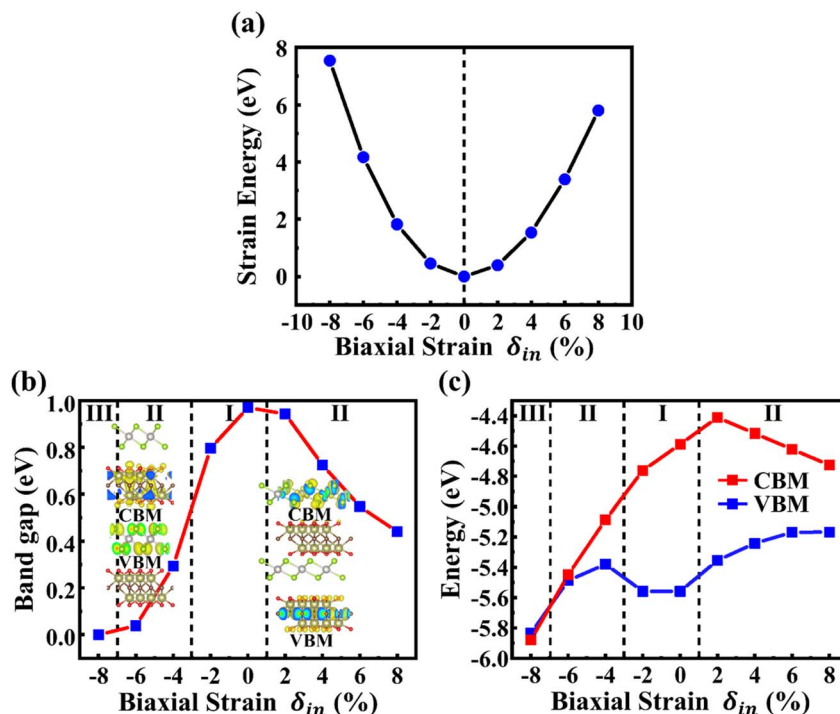 (a)
8
6
4
2
0
Strain Energy (eV)
-10 -8 -6 -4 -2 0 2 4 6 8 10
Biaxial Strain δin (%)
(b)
III II I II
1.0
0.8
0.6
0.4
0.2
0.0
Band gap (eV)
CBM
VBM
CBM
VBM
-8 -6 -4 -2 0 2 4 6 8
Biaxial Strain δin (%)
(c)
III II I II
-4.4
-4.6
-4.8
-5.0
-5.2
-5.4
-5.6
-5.8
-6.0
Energy (eV)
CBM
VBM
-8 -6 -4 -2 0 2 4 6 8
Biaxial Strain δin (%)